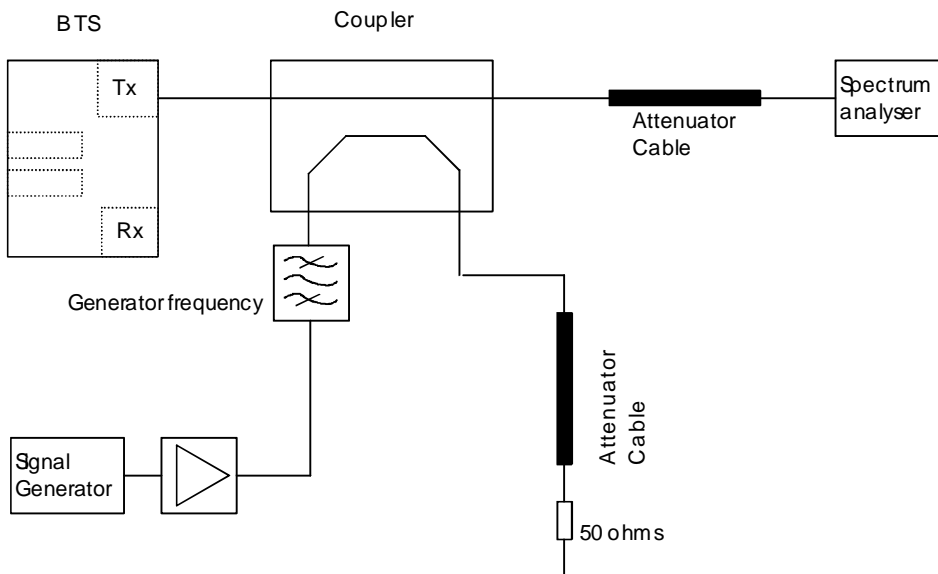 BTS
Coupler
Tx
Spectrum
analyser
Attenuator
Cable
Rx
Generator frequency
Attenuator
Cable
Signal
Generator
50 ohms